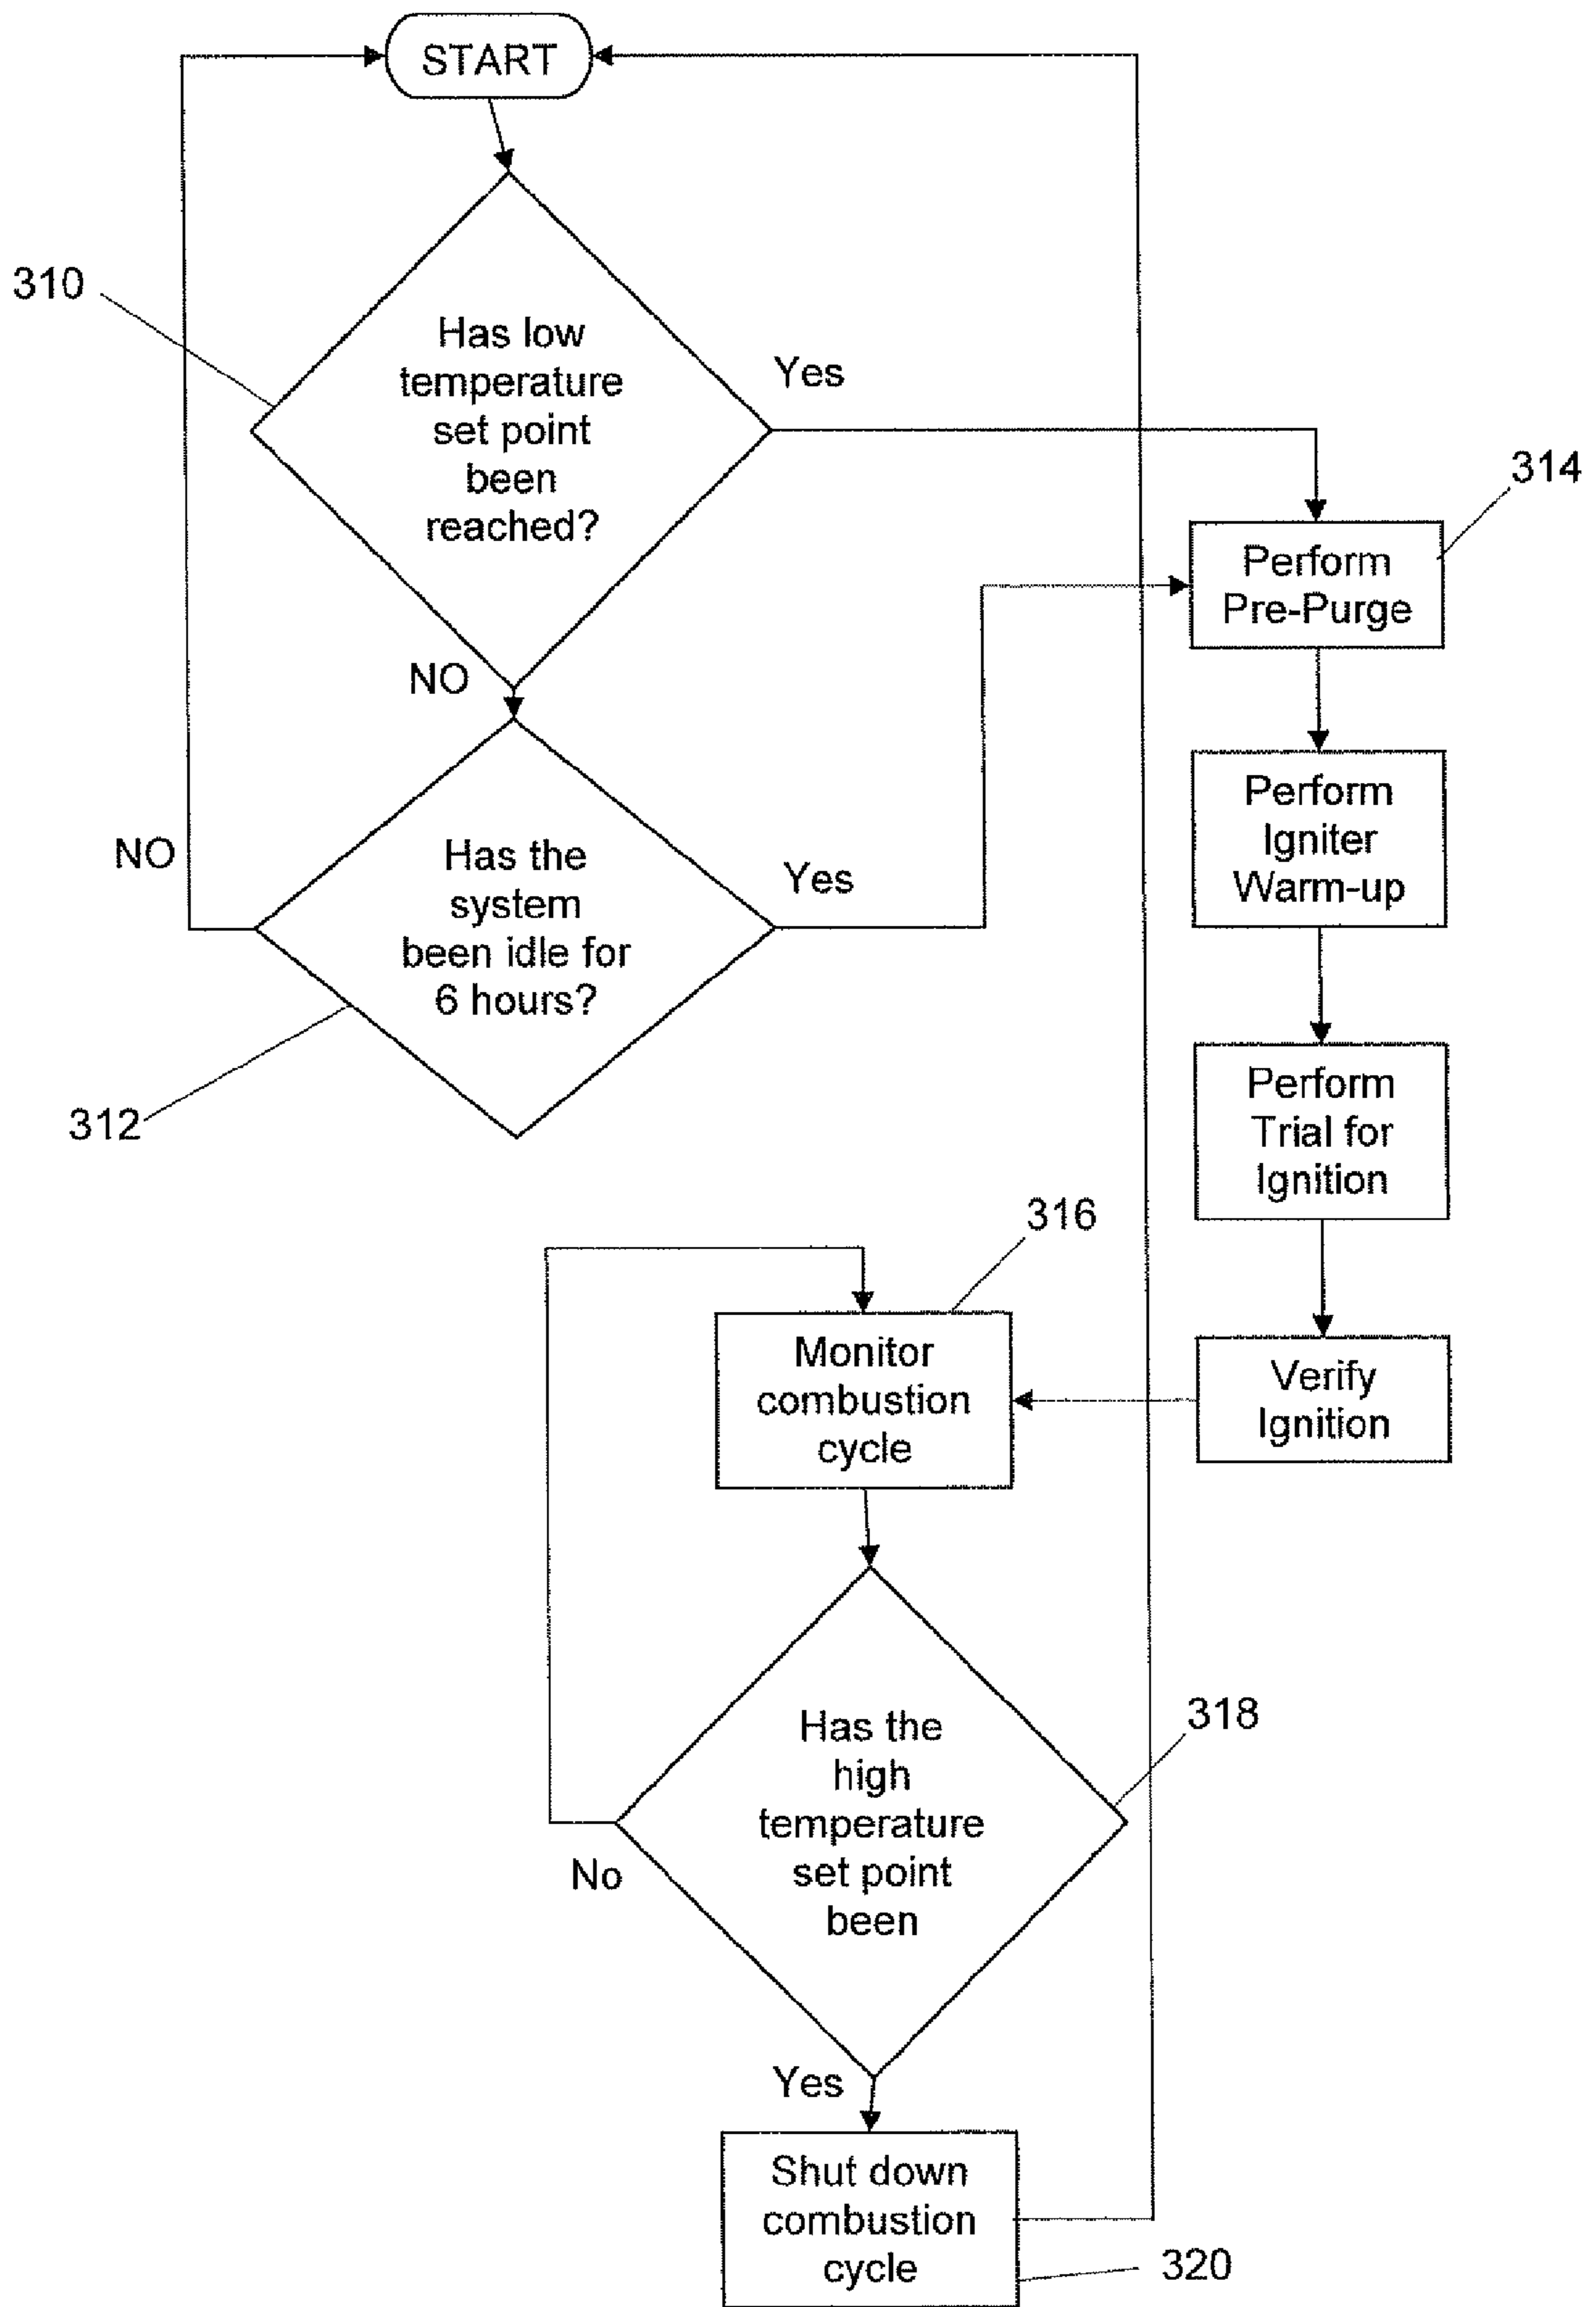 START
310
Has low
temperature
set point
been
reached?
Yes
314
Perform
Pre-Purge
NO
Perform
Igniter
Warm-up
NO
Has the
system
been idle for
6 hours?
Yes
312
Perform
Trial for
Ignition
316
Monitor
combustion
cycle
Verify
Ignition
318
Has the
high
temperature
set point
been
No
Yes
Shut down
combustion
cycle
320